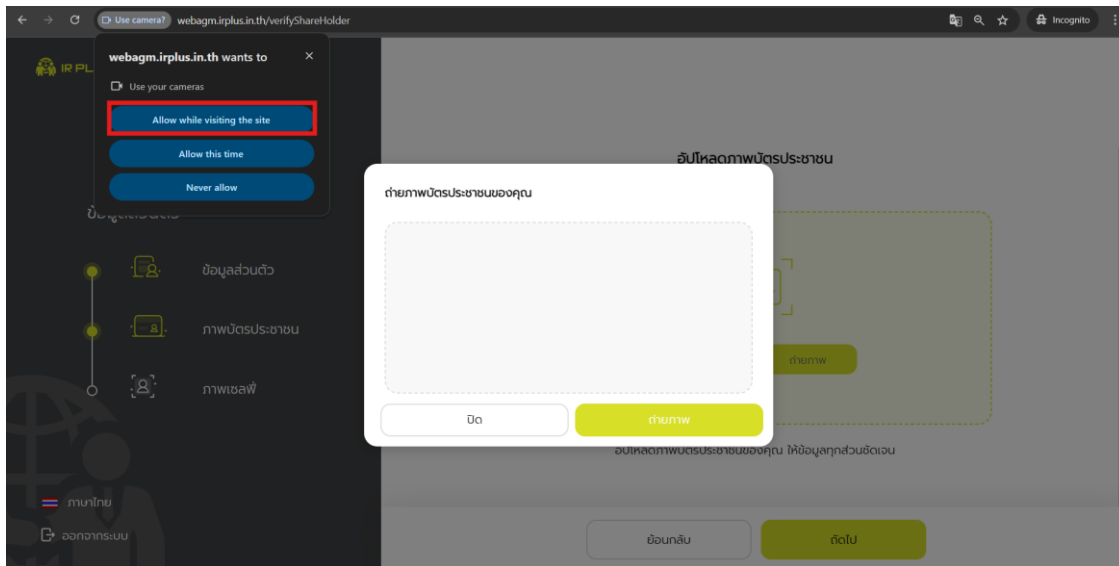 Use camera?
webagm.irplus.in.th/verifyShareHolder
Incognito
webagm.irplus.in.th wants to
Use your cameras
Allow while visiting the site
Allow this time
Never allow
IR PL
ข้อมูลส่วนตัว
ภาพบัตรประชาชน
ภาพเซลฟี่
ภาษาไทย
ออกจากระบบ
อัปโหลดภาพบัตรประชาชน
ถ่ายภาพบัตรประชาชนของคุณ
ปิด
ถ่ายภาพ
ถ่ายภาพ
อัปโหลดภาพบัตรประชาชนของคุณ ให้ข้อมูลทุกส่วนชัดเจน
ย้อนกลับ
ถัดไป